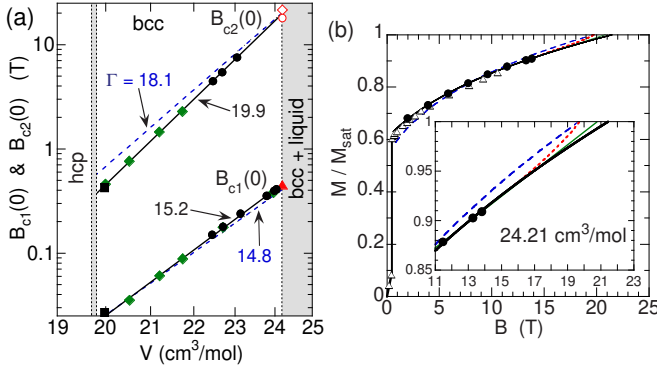 (a)
bcc
B_c2(0)
Γ = 18.1
19.9
B_c1(0)
15.2
14.8
hcp
bcc + liquid
B_c1(0) & B_c2(0) (T)
10
1
0.1
19 20 21 22 23 24 25
V (cm³/mol)
(b)
1
0.8
0.6
0.4
0.2
0
M / M_sat
1
0.95
0.9
0.85
24.21 cm³/mol
11 13 15 17 19 21 23
0 5 10 15 20 25
B (T)